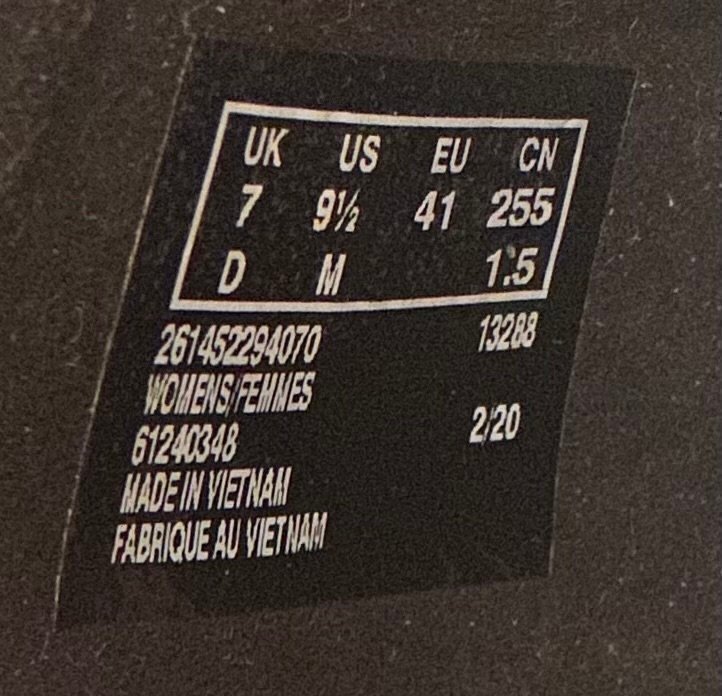 UK US EU CN
7 9½ 41 255
D M 1.5
261452294070 13288
WOMENS/FEMMES
61240348 2/20
MADE IN VIETNAM
FABRIQUE AU VIETNAM